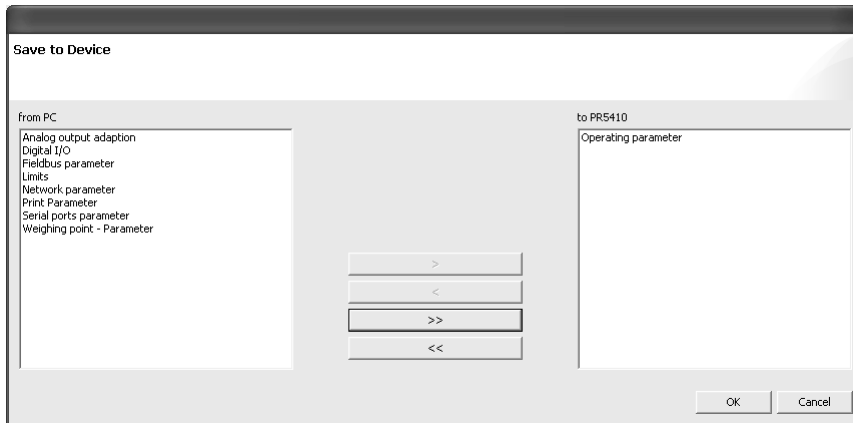 Save to Device
from PC
Analog output adaption
Digital I/O
Fieldbus parameter
Limits
Network parameter
Print Parameter
Serial ports parameter
Weighing point - Parameter
>
<
>>
<<
to PR5410
Operating parameter
OK
Cancel